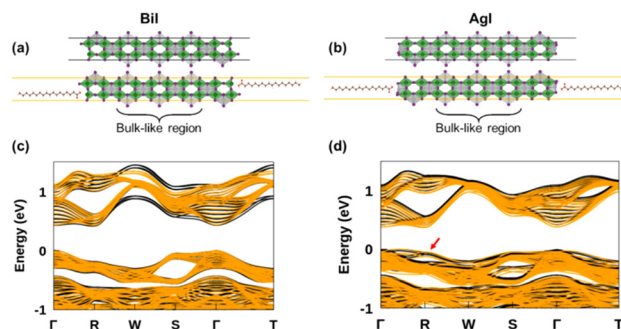 BiI
AgI
(a)
(b)
Bulk-like region
Bulk-like region
(c)
(d)
Energy (eV)
1
0
-1
Γ R W S Γ T
Energy (eV)
1
0
-1
Γ R W S Γ T